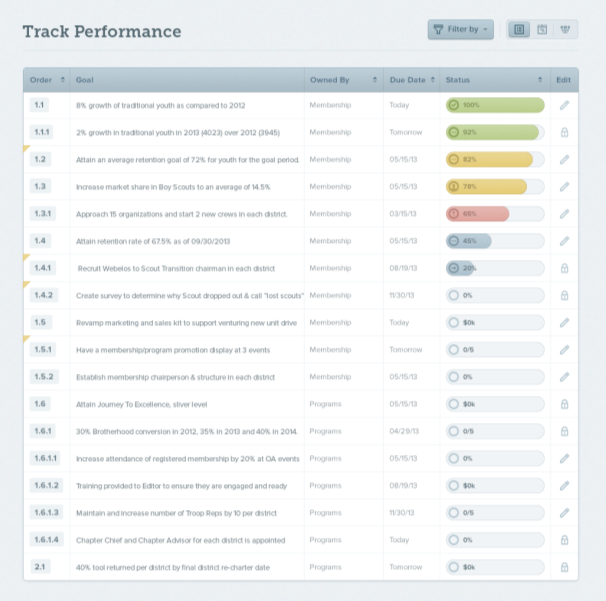 Track Performance
Filter by
Order Goal Owned By Due Date Status Edit
1.1 8% growth of traditional youth as compared to 2012 Membership Today 100%
1.1.1 2% growth in traditional youth in 2013 (4023) over 2012 (3945) Membership Tomorrow 92%
1.2 Attain an average retention goal of 72% for youth for the goal period. Membership 05/15/13 82%
1.3 Increase market share in Boy Scouts to an average of 14.5% Membership 05/15/13 78%
1.3.1 Approach 15 organizations and start 2 new crews in each district. Membership 03/15/13 65%
1.4 Attain retention rate of 67.5% as of 09/30/2013 Membership 05/15/13 45%
1.4.1 Recruit Webelos to Scout Transition chairman in each district Membership 08/19/13 20%
1.4.2 Create survey to determine why Scout dropped out & call "lost scouts" Membership 11/30/13 0%
1.5 Revamp marketing and sales kit to support venturing new unit drive Membership Today $0k
1.5.1 Have a membership/program promotion display at 3 events Membership Tomorrow 0/5
1.5.2 Establish membership chairperson & structure in each district Membership 05/15/13 0%
1.6 Attain Journey To Excellence, silver level Programs 05/15/13 $0k
1.6.1 30% Brotherhood conversion in 2012, 35% in 2013 and 40% in 2014. Programs 04/29/13 0/5
1.6.1.1 Increase attendance of registered membership by 20% at OA events Programs 05/15/13 0%
1.6.1.2 Training provided to Editor to ensure they are engaged and ready Programs 08/19/13 $0k
1.6.1.3 Maintain and increase number of Troop Reps by 10 per district Programs 11/30/13 0/5
1.6.1.4 Chapter Chief and Chapter Advisor for each district is appointed Programs Today 0%
2.1 40% tool returned per district by final district re-charter date Programs Tomorrow $0k